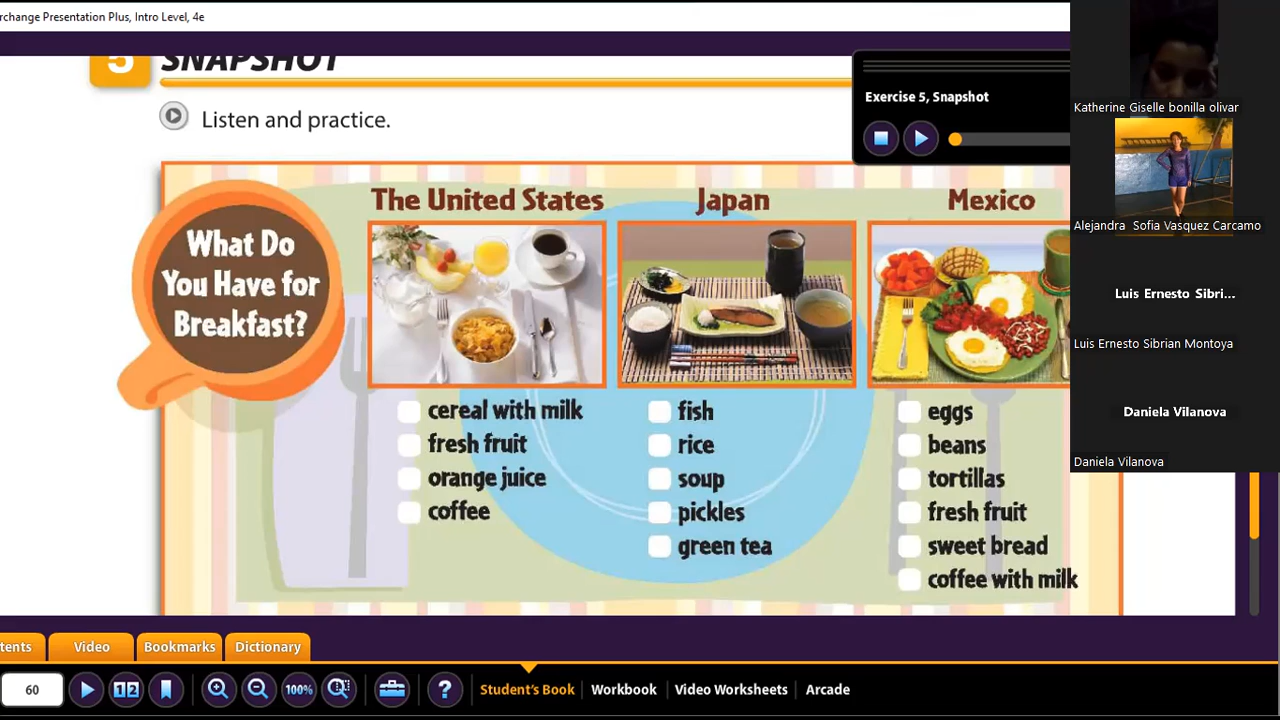 rchange Presentation Plus, Intro Level, 4e
5 SNAPSHOT
Listen and practice.
Exercise 5, Snapshot
What Do
You Have for
Breakfast?
The United States
cereal with milk
fresh fruit
orange juice
coffee
Japan
fish
rice
soup
pickles
green tea
Mexico
eggs
beans
tortillas
fresh fruit
sweet bread
coffee with milk
Katherine Giselle bonilla olivar
Alejandra Sofia Vasquez Carcamo
Luis Ernesto Sibri...
Luis Ernesto Sibrian Montoya
Daniela Vilanova
Daniela Vilanova
tents Video Bookmarks Dictionary
60 1 2 100% ? Student's Book Workbook Video Worksheets Arcade